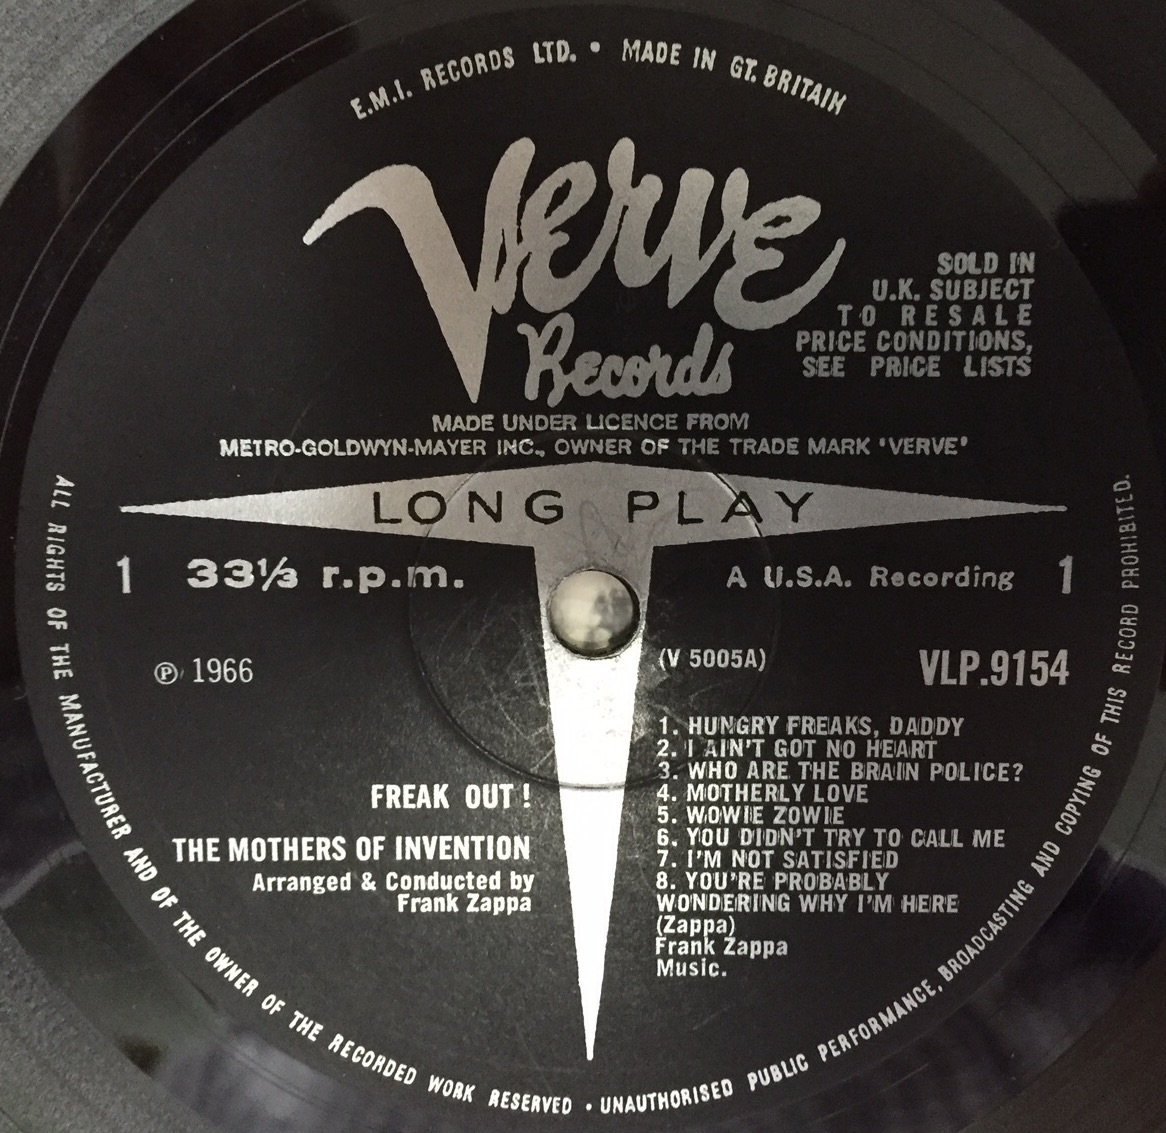 E.M.I. RECORDS LTD. • MADE IN GT. BRITAIN
Verve
Records
SOLD IN
U.K. SUBJECT
TO RESALE
PRICE CONDITIONS,
SEE PRICE LISTS
MADE UNDER LICENCE FROM
METRO-GOLDWYN-MAYER INC., OWNER OF THE TRADE MARK 'VERVE'
LONG PLAY
1 33⅓ r.p.m. A U.S.A. Recording 1
℗ 1966
(V 5005A) VLP.9154
FREAK OUT!
THE MOTHERS OF INVENTION
Arranged & Conducted by
Frank Zappa
1. HUNGRY FREAKS, DADDY
2. I AIN'T GOT NO HEART
3. WHO ARE THE BRAIN POLICE?
4. MOTHERLY LOVE
5. WOWIE ZOWIE
6. YOU DIDN'T TRY TO CALL ME
7. I'M NOT SATISFIED
8. YOU'RE PROBABLY
WONDERING WHY I'M HERE
(Zappa)
Frank Zappa
Music.
ALL RIGHTS OF THE MANUFACTURER AND OF THE OWNER OF THE RECORDED WORK RESERVED • UNAUTHORISED PUBLIC PERFORMANCE, BROADCASTING AND COPYING OF THIS RECORD PROHIBITED.